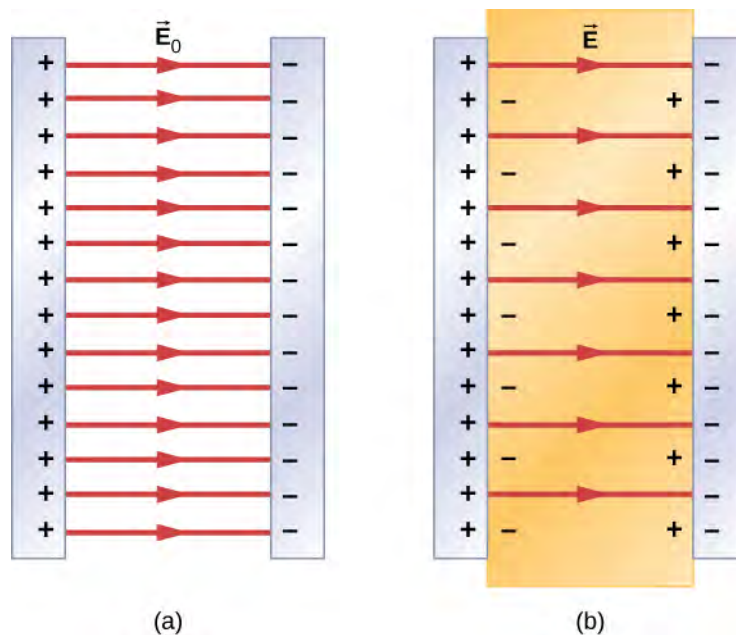 E⃗₀
E⃗
+ −
+ − + −
+ −
+ − + −
+ −
+ − + −
+ −
+ − + −
+ −
+ − + −
+ −
+ − + −
+ −
+ − + −
(a)
(b)